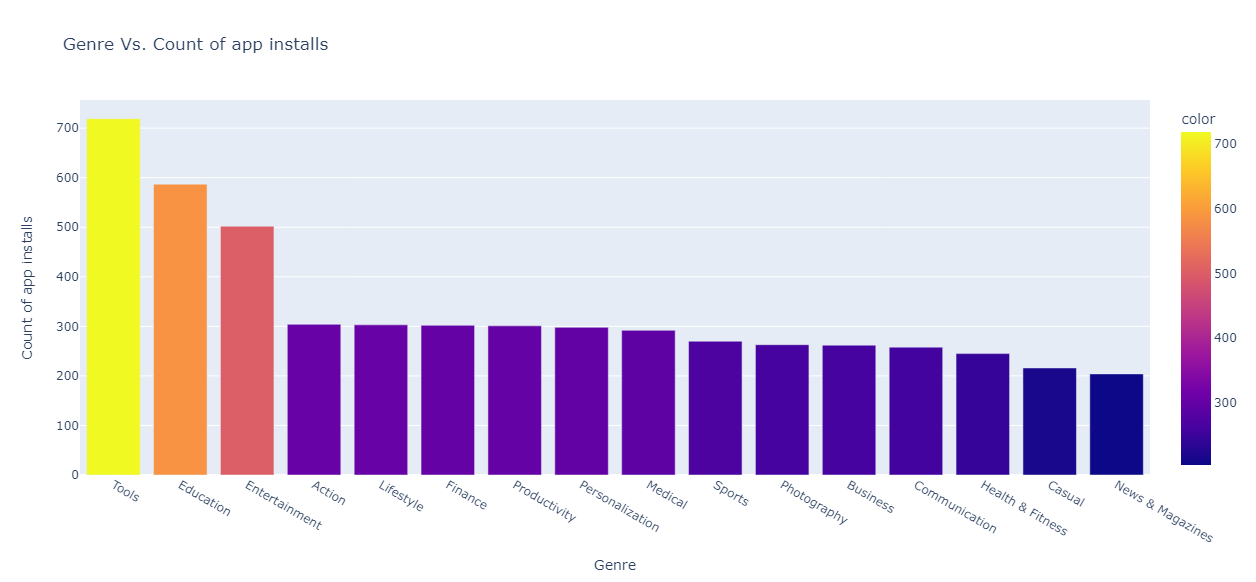 Genre Vs. Count of app installs
Count of app installs
700
600
500
400
300
200
100
0
Tools
Education
Entertainment
Action
Lifestyle
Finance
Productivity
Personalization
Medical
Sports
Photography
Business
Communication
Health & Fitness
Casual
News & Magazines
Genre
color
700
600
500
400
300